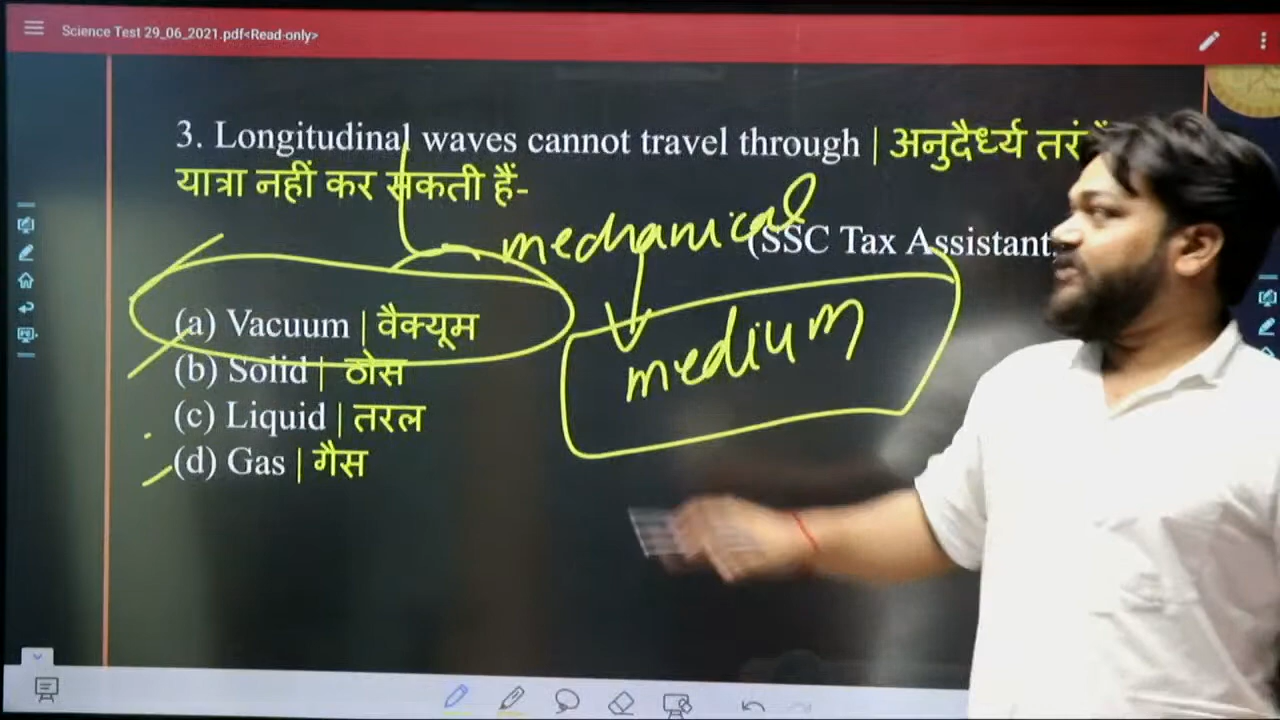 Science Test 29_06_2021.pdf<Read-only>
3. Longitudinal waves cannot travel through | अनुदैर्ध्य
यात्रा नहीं कर सकती हैं-
mechanical
(SSC Tax Assistant,
medium
(a) Vacuum | वैक्यूम
(b) Solid | ठोस
(c) Liquid | तरल
(d) Gas | गैस